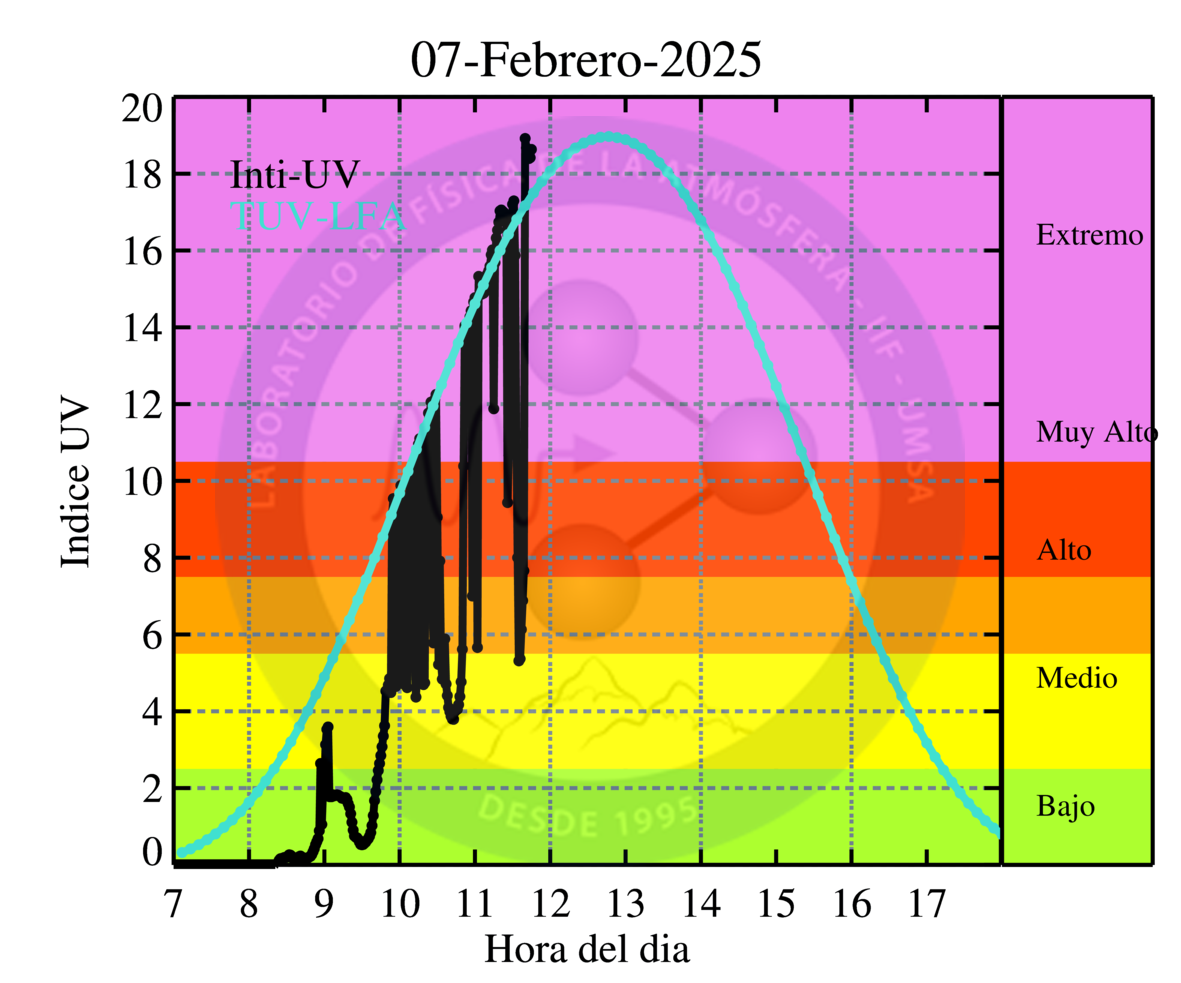 07-Febrero-2025
Indice UV
20
18
16
14
12
10
8
6
4
2
0
Inti-UV
TUV-LFA
LABORATORIO DE FÍSICA DE LA ATMÓSFERA - IIF - UMSA
DESDE 1995
Extremo
Muy Alto
Alto
Medio
Bajo
7 8 9 10 11 12 13 14 15 16 17
Hora del dia